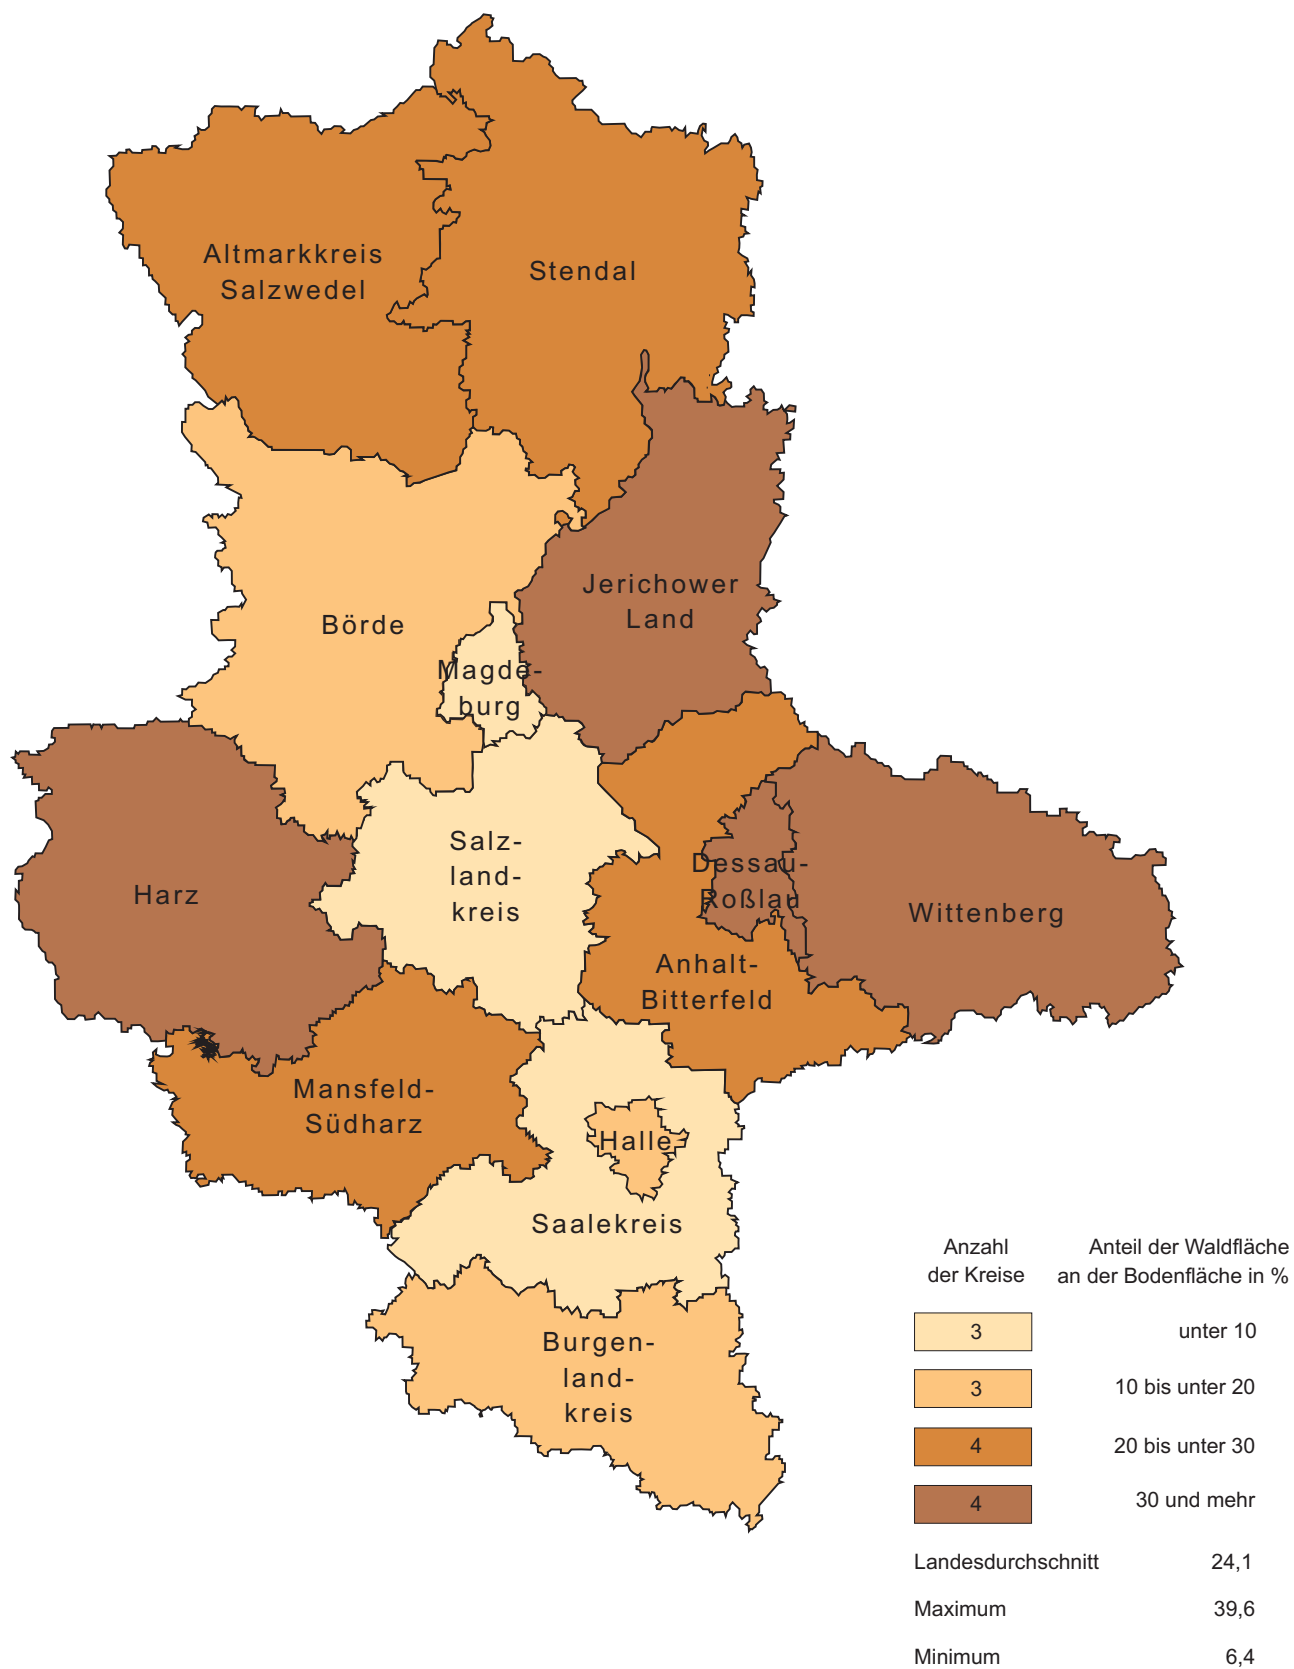 Altmarkkreis
Salzwedel
Stendal
Jerichower
Land
Börde
Magde-
burg
Salz-
land-
kreis
Harz
Dessau-
Roßlau
Wittenberg
Anhalt-
Bitterfeld
Mansfeld-
Südharz
Halle
Saalekreis
Burgen-
land-
kreis
Anzahl
der Kreise
Anteil der Waldfläche
an der Bodenfläche in %
3 unter 10
3 10 bis unter 20
4 20 bis unter 30
4 30 und mehr
Landesdurchschnitt 24,1
Maximum 39,6
Minimum 6,4